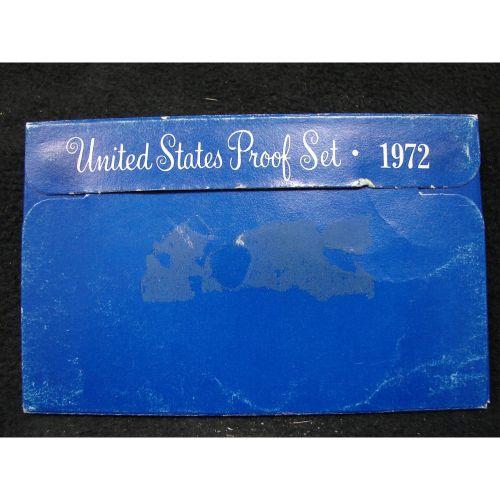 United States Proof Set · 1972